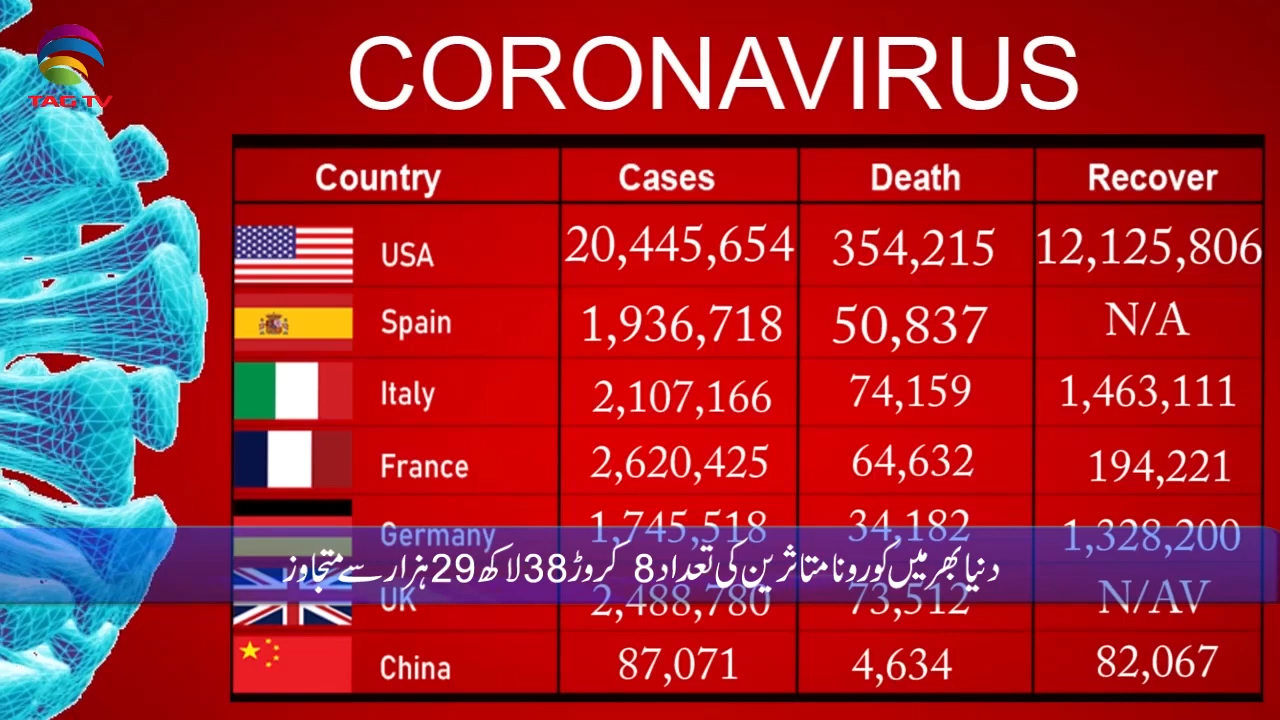 TAG TV
CORONAVIRUS
Country Cases Death Recover
USA 20,445,654 354,215 12,125,806
Spain 1,936,718 50,837 N/A
Italy 2,107,166 74,159 1,463,111
France 2,620,425 64,632 194,221
Germany 1,745,518 34,182 1,328,200
دنیا بھر میں کورونا متاثرین کی تعداد 8 کروڑ 38 لاکھ 29 ہزار سے متجاوز
UK 2,488,780 73,512 N/AV
China 87,071 4,634 82,067